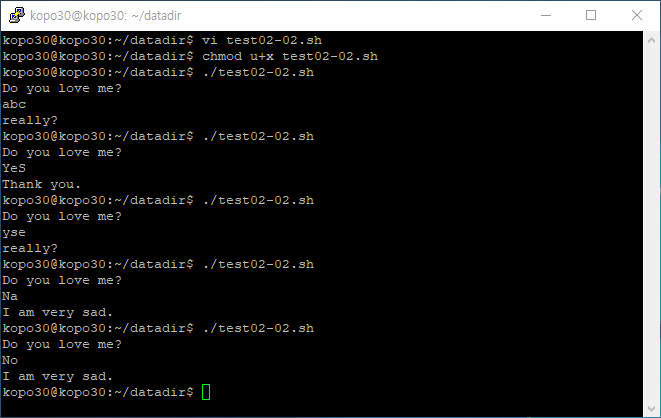 kopo30@kopo30: ~/datadir
kopo30@kopo30:~/datadir$ vi test02-02.sh
kopo30@kopo30:~/datadir$ chmod u+x test02-02.sh
kopo30@kopo30:~/datadir$ ./test02-02.sh
Do you love me?
abc
really?
kopo30@kopo30:~/datadir$ ./test02-02.sh
Do you love me?
YeS
Thank you.
kopo30@kopo30:~/datadir$ ./test02-02.sh
Do you love me?
yse
really?
kopo30@kopo30:~/datadir$ ./test02-02.sh
Do you love me?
Na
I am very sad.
kopo30@kopo30:~/datadir$ ./test02-02.sh
Do you love me?
No
I am very sad.
kopo30@kopo30:~/datadir$